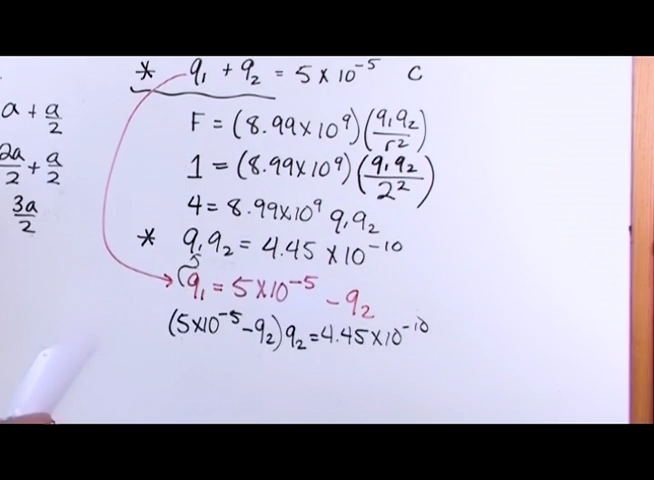 * q₁ + q₂ = 5 x 10⁻⁵ C
a + a/2
F = (8.99x10⁹)(q₁q₂/r²)
2a/2 + a/2
1 = (8.99x10⁹)(q₁q₂/2²)
3a/2
4 = 8.99x10⁹ q₁q₂
* q₁q₂ = 4.45 x10⁻¹⁰
q₁ = 5x10⁻⁵ - q₂
(5x10⁻⁵-q₂)q₂=4.45x10⁻¹⁰